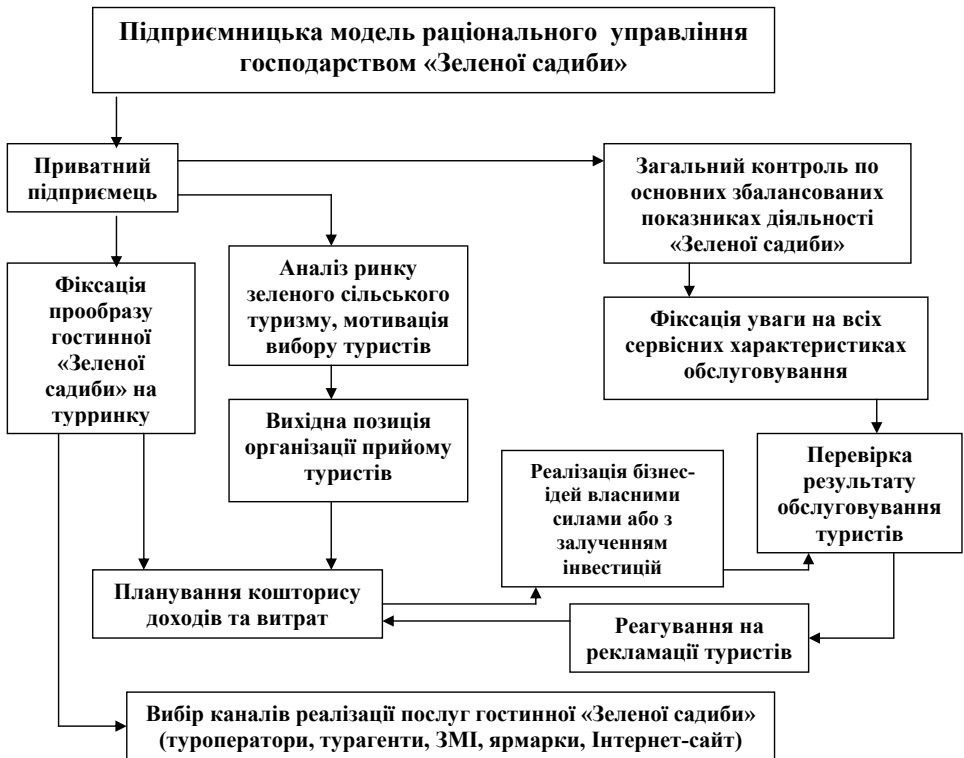 Підприємницька модель раціонального управління
господарством «Зеленої садиби»
Приватний
підприємець
Загальний контроль по
основних збалансованих
показниках діяльності
«Зеленої садиби»
Фіксація
прообразу
гостинної
«Зеленої
садиби» на
турринку
Аналіз ринку
зеленого сільського
туризму, мотивація
вибору туристів
Фіксація уваги на всіх
сервісних характеристиках
обслуговування
Вихідна позиція
організації прийому
туристів
Реалізація бізнес-
ідей власними
силами або з
залученням
інвестицій
Перевірка
результату
обслуговування
туристів
Планування кошторису
доходів та витрат
Реагування на
рекламації туристів
Вибір каналів реалізації послуг гостинної «Зеленої садиби»
(туроператори, турагенти, ЗМІ, ярмарки, Інтернет-сайт)